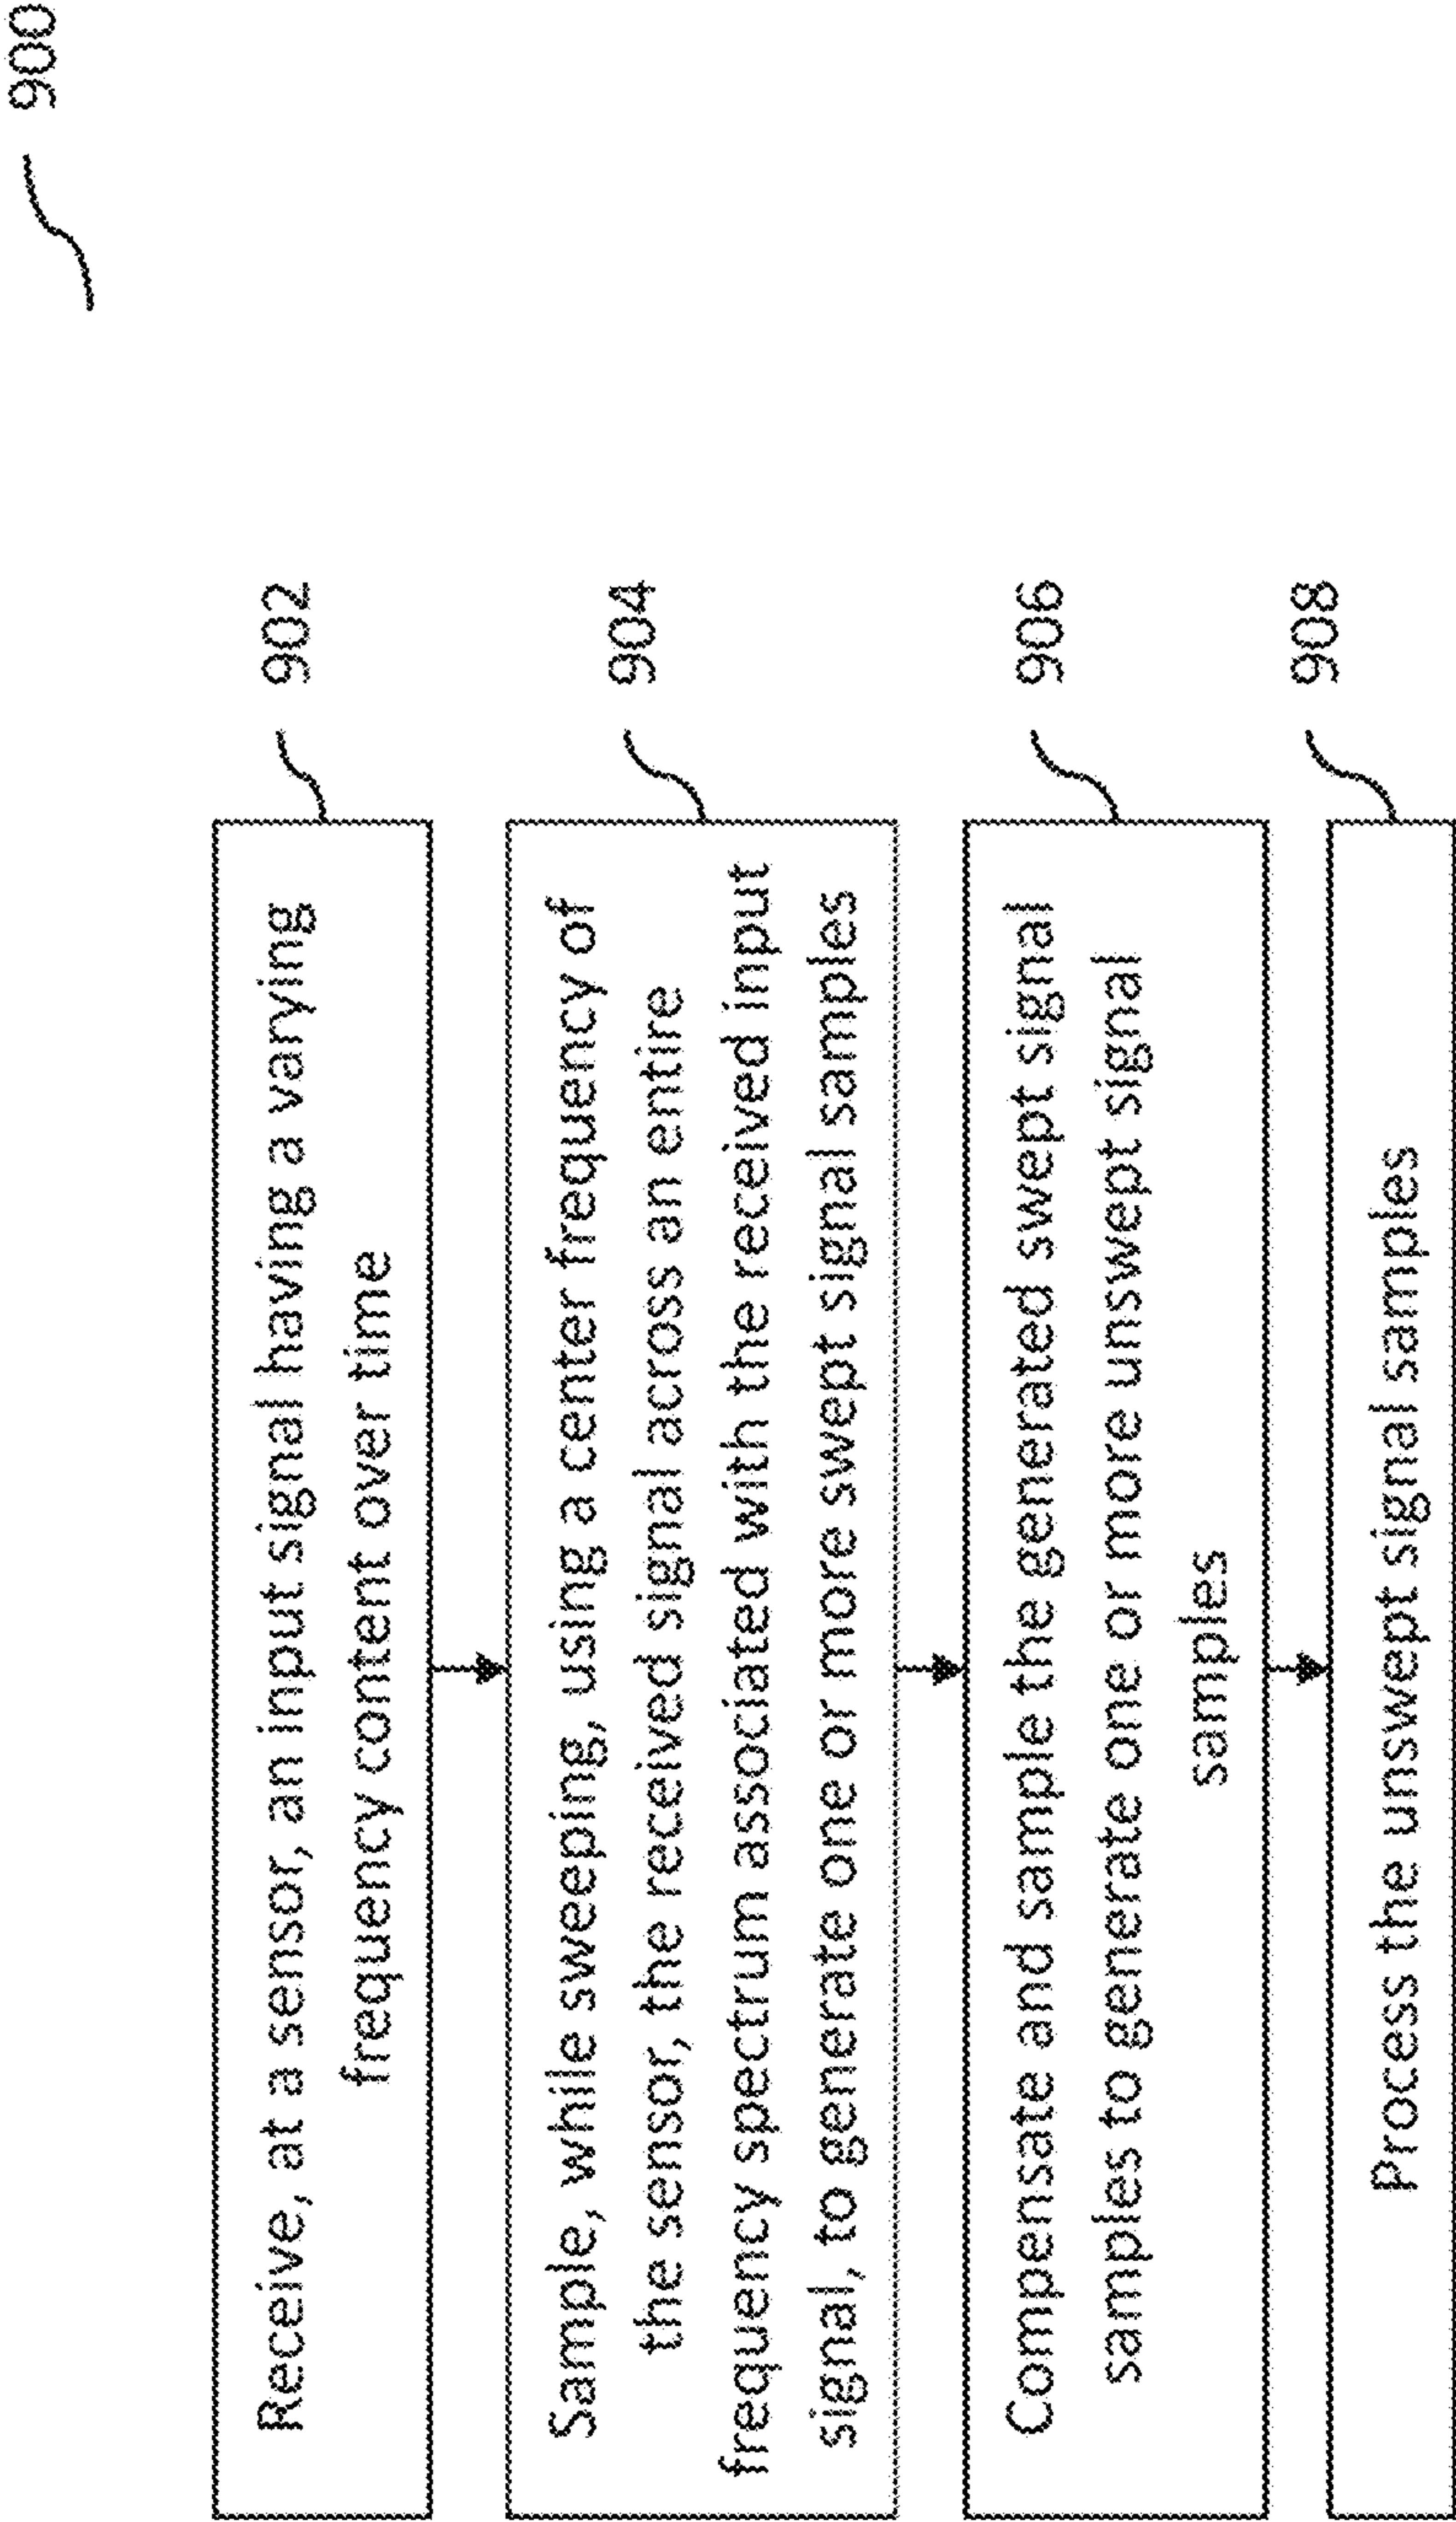 900
Receive, at a sensor, an input signal having a varying
frequency content over time
902
Sample, while sweeping, using a center frequency of
the sensor, the received signal across an entire
frequency spectrum associated with the received input
signal, to generate one or more swept signal samples
904
Compensate and sample the generated swept signal
samples to generate one or more unswept signal
samples
906
Process the unswept signal samples
908